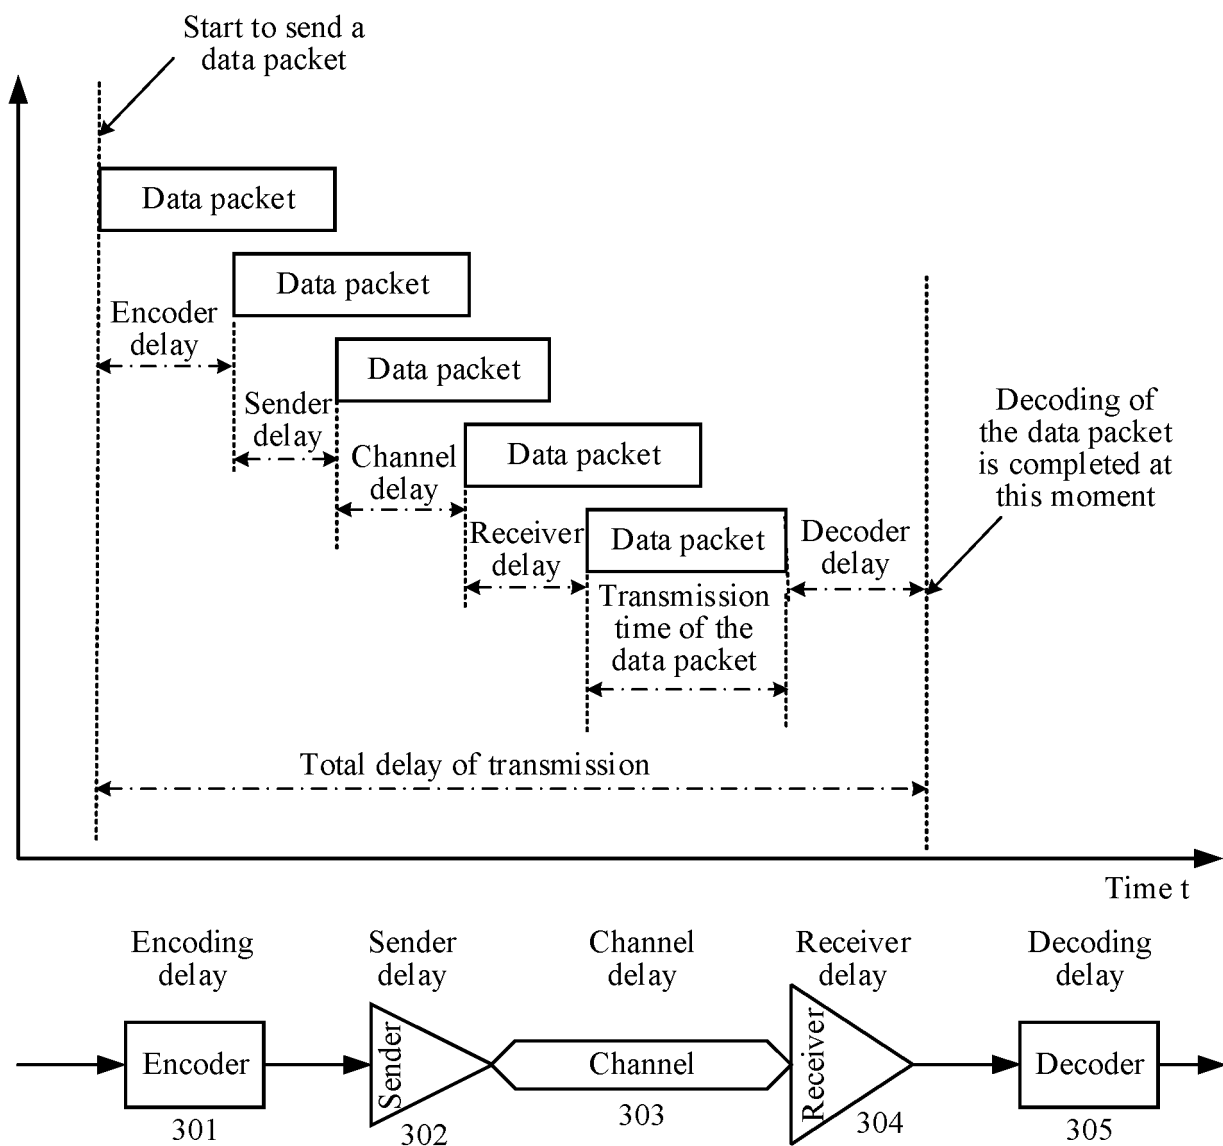 Start to send a
data packet
Data packet
Data packet
Encoder
delay
Data packet
Sender
delay
Data packet
Channel
delay
Decoding of
the data packet
is completed at
this moment
Data packet
Receiver
delay
Decoder
delay
Transmission
time of the
data packet
Total delay of transmission
Time t
Encoding
delay
Sender
delay
Channel
delay
Receiver
delay
Decoding
delay
Encoder
Sender
Channel
Receiver
Decoder
301
302
303
304
305